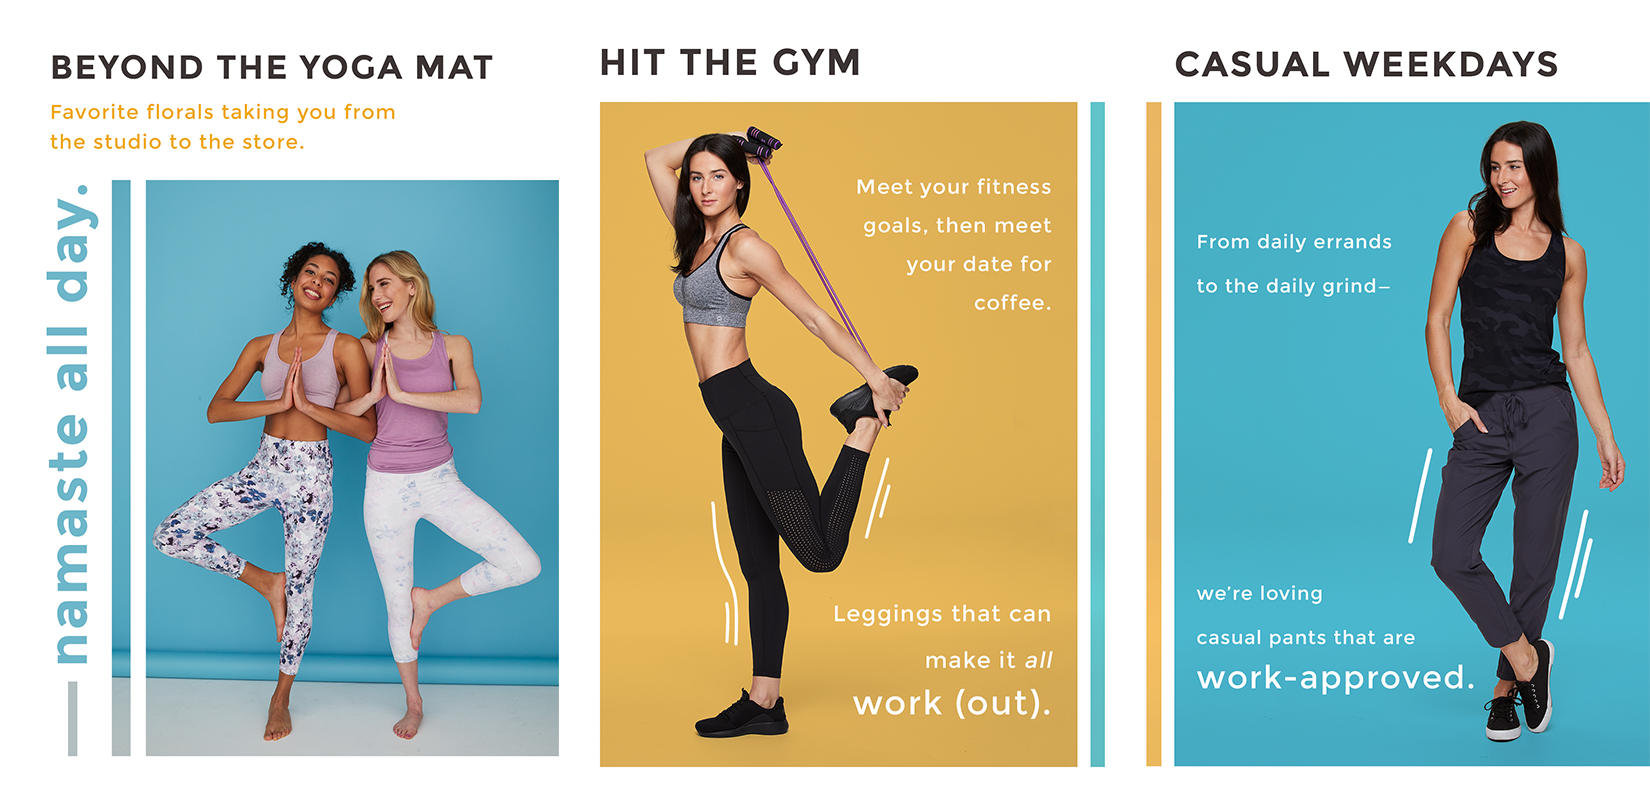 BEYOND THE YOGA MAT
Favorite florals taking you from
the studio to the store.
namaste all day.
HIT THE GYM
Meet your fitness
goals, then meet
your date for
coffee.
Leggings that can
make it all
work (out).
CASUAL WEEKDAYS
From daily errands
to the daily grind—
we're loving
casual pants that are
work-approved.